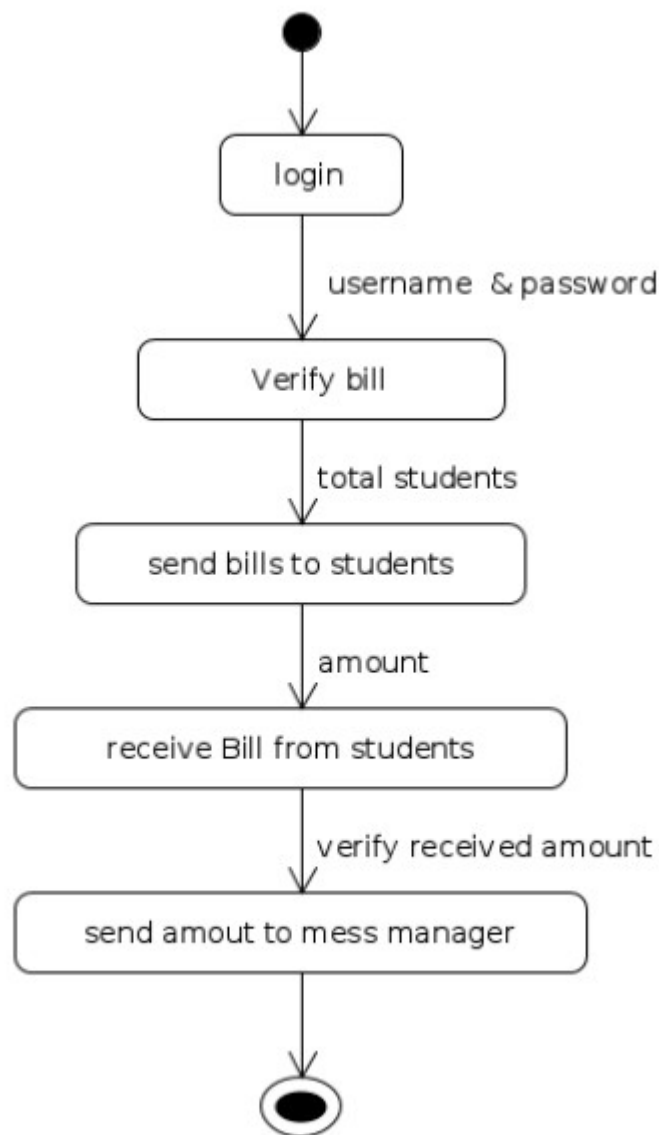 login
username & password
Verify bill
total students
send bills to students
amount
receive Bill from students
verify received amount
send amout to mess manager